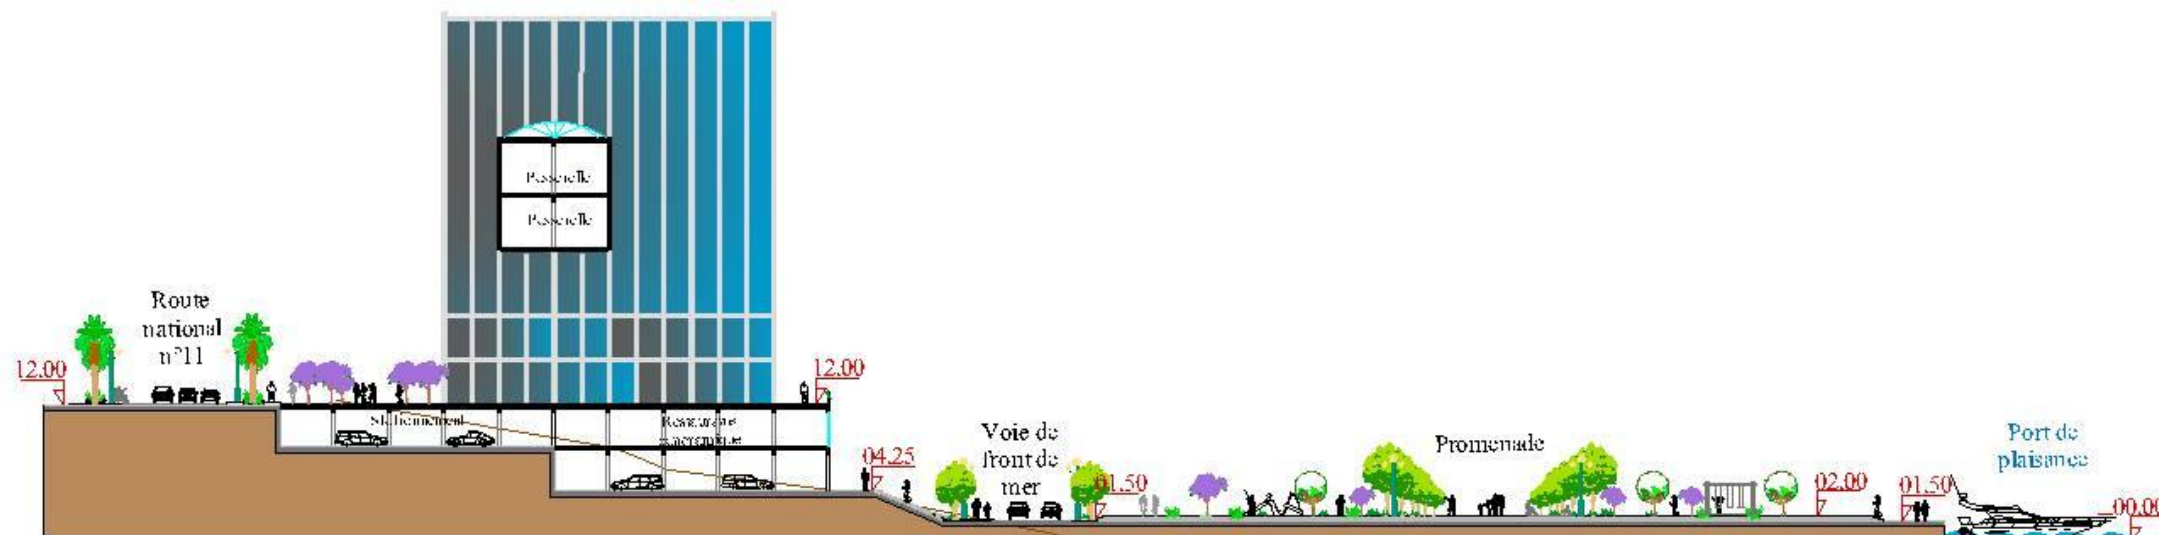 Passerelle
Passerelle
Route
national
n°11
12.00
12.00
Stationnement
04.25
Voie de
front de
mer
01.50
Promenade
02.00
01.50
Port de
plaisance
00.00